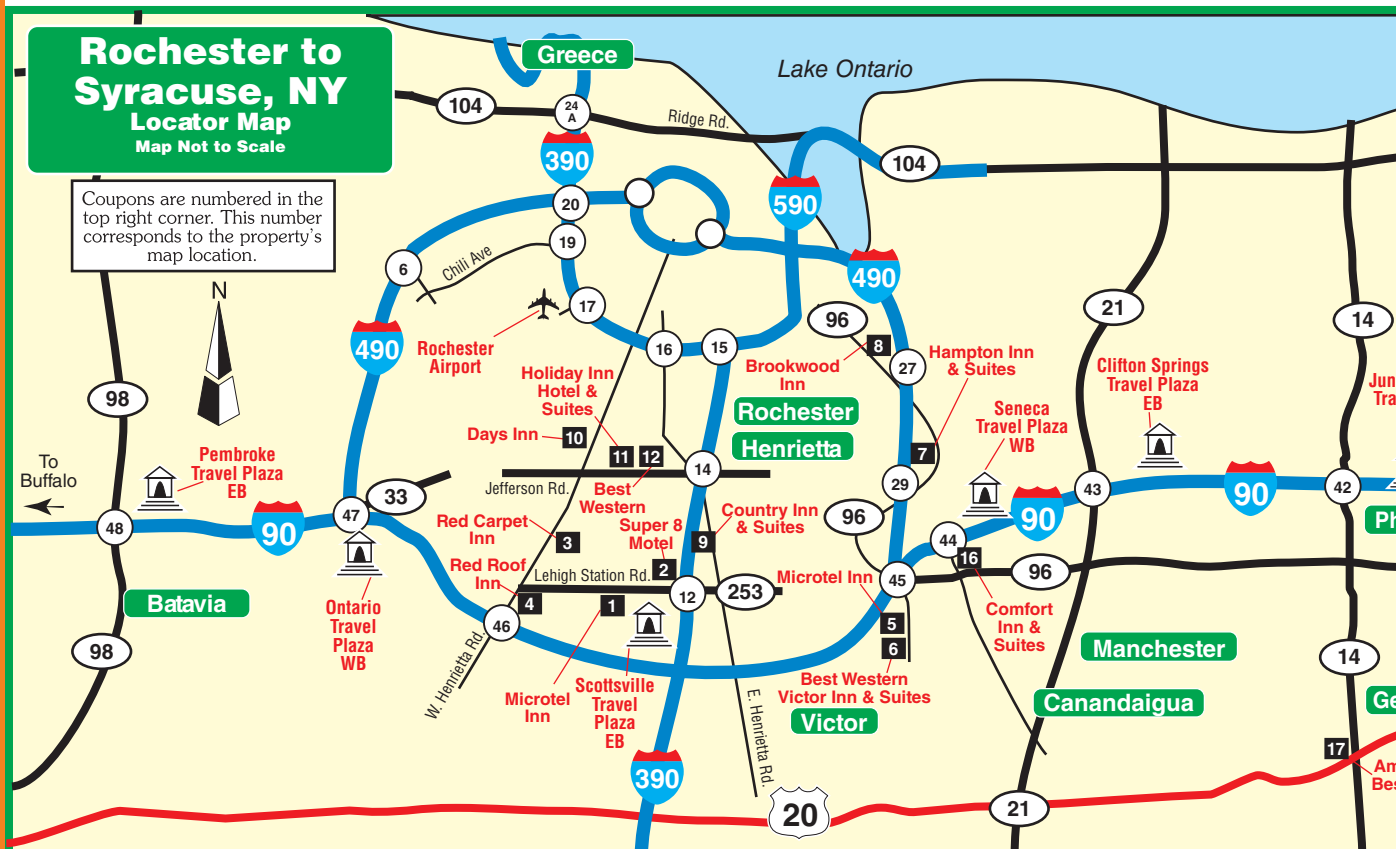 Rochester to
Syracuse, NY
Locator Map
Map Not to Scale
Coupons are numbered in the
top right corner. This number
corresponds to the property's
map location.
N
Greece
Lake Ontario
104
24
A
Ridge Rd.
390
104
590
20
19
Chili Ave
6
17
490
490
96
21
14
Rochester
Airport
16
15
8
Brookwood
Inn
27
Hampton Inn
& Suites
Clifton Springs
Travel Plaza
EB
Jun
Tra
98
Holiday Inn
Hotel &
Suites
Rochester
Henrietta
Seneca
Travel Plaza
WB
Days Inn
10
11
12
7
To
Buffalo
Pembroke
Travel Plaza
EB
14
Jefferson Rd.
Best
Western
33
29
43
90
42
48
90
47
Red Carpet
Inn
3
Super 8
Motel
9
Country Inn
& Suites
96
90
44
Ph
Red Roof
Inn
Lehigh Station Rd.
2
Microtel Inn
45
16
96
Batavia
Ontario
Travel
Plaza
WB
4
1
12
253
5
Comfort
Inn &
Suites
46
6
98
W. Henrietta Rd.
Microtel
Inn
Scottsville
Travel
Plaza
EB
E. Henrietta Rd.
Best Western
Victor Inn & Suites
Victor
Manchester
Canandaigua
14
Ge
17
Am
Bes
390
20
21